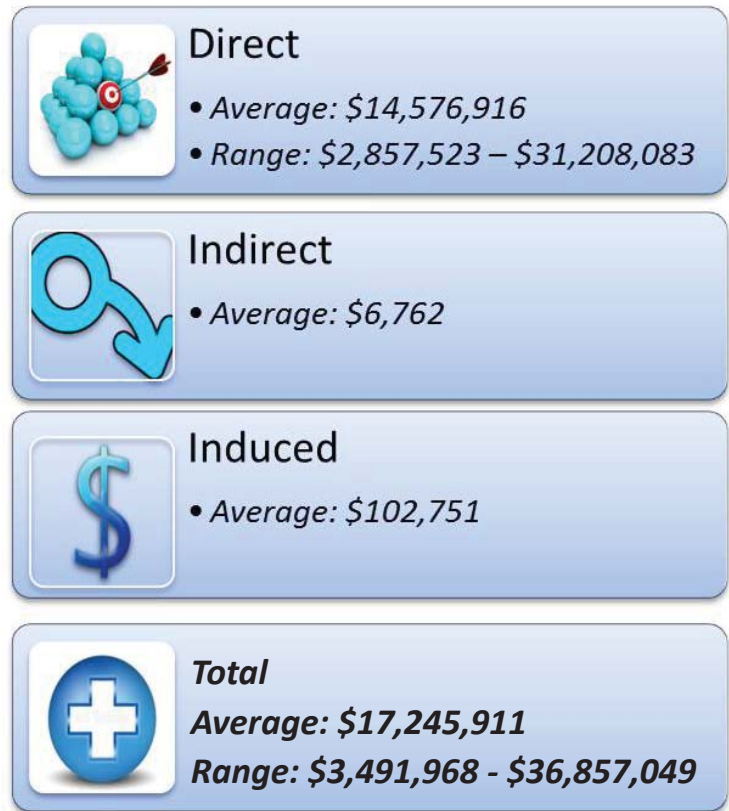 Direct
• Average: $14,576,916
• Range: $2,857,523 – $31,208,083
Indirect
• Average: $6,762
Induced
• Average: $102,751
Total
Average: $17,245,911
Range: $3,491,968 - $36,857,049